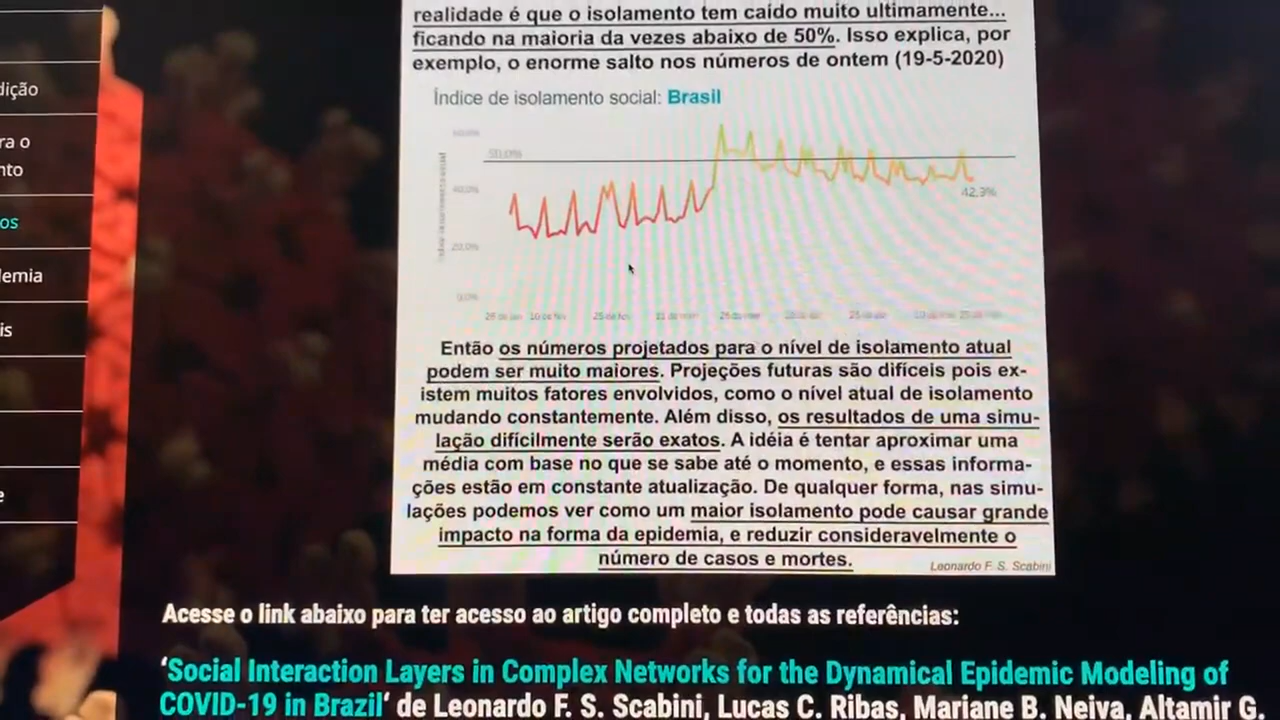 realidade é que o isolamento tem caído muito ultimamente...
ficando na maioria da vezes abaixo de 50%. Isso explica, por
exemplo, o enorme salto nos números de ontem (19-5-2020)
dição
Índice de isolamento social: Brasil
ra o
50,0%
nto
40,0%
42,3%
os
20,0%
lemia
0,0%
is
Então os números projetados para o nível de isolamento atual
podem ser muito maiores. Projeções futuras são difíceis pois ex-
istem muitos fatores envolvidos, como o nível atual de isolamento
mudando constantemente. Além disso, os resultados de uma simu-
lação difícilmente serão exatos. A idéia é tentar aproximar uma
média com base no que se sabe até o momento, e essas informa-
ções estão em constante atualização. De qualquer forma, nas simu-
e
lações podemos ver como um maior isolamento pode causar grande
impacto na forma da epidemia, e reduzir consideravelmente o
número de casos e mortes.
Leonardo F. S. Scabini
Acesse o link abaixo para ter acesso ao artigo completo e todas as referências:
'Social Interaction Layers in Complex Networks for the Dynamical Epidemic Modeling of
COVID-19 in Brazil' de Leonardo F. S. Scabini, Lucas C. Ribas, Mariane B. Neiva, Altamir G.